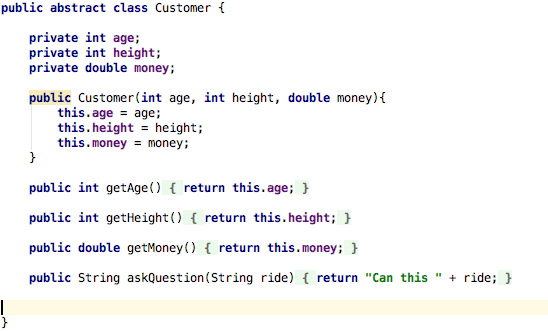 public abstract class Customer {
private int age;
private int height;
private double money;
public Customer(int age, int height, double money){
this.age = age;
this.height = height;
this.money = money;
}
public int getAge() { return this.age; }
public int getHeight() { return this.height; }
public double getMoney() { return this.money; }
public String askQuestion(String ride) { return "Can this " + ride; }
}